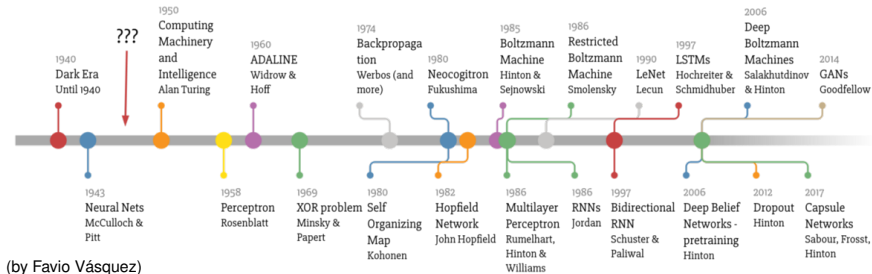 ???
1940
Dark Era
Until 1940
1950
Computing
Machinery
and
Intelligence
Alan Turing
1960
ADALINE
Widrow &
Hoff
1974
Backpropaga
tion
Werbos (and
more)
1980
Neocogitron
Fukushima
1985
Boltzmann
Machine
Hinton &
Sejnowski
1986
Restricted
Boltzmann
Machine
Smolensky
1990
LeNet
Lecun
1997
LSTMs
Hochreiter &
Schmidhuber
2006
Deep
Boltzmann
Machines
Salakhutdinov
& Hinton
2014
GANs
Goodfellow
1943
Neural Nets
McCulloch &
Pitt
1958
Perceptron
Rosenblatt
1969
XOR problem
Minsky &
Papert
1980
Self
Organizing
Map
Kohonen
1982
Hopfield
Network
John Hopfield
1986
Multilayer
Perceptron
Rumelhart,
Hinton &
Williams
1986
RNNs
Jordan
1997
Bidirectional
RNN
Schuster &
Paliwal
2006
Deep Belief
Networks -
pretraining
Hinton
2012
Dropout
Hinton
2017
Capsule
Networks
Sabour, Frosst,
Hinton
(by Favio Vásquez)